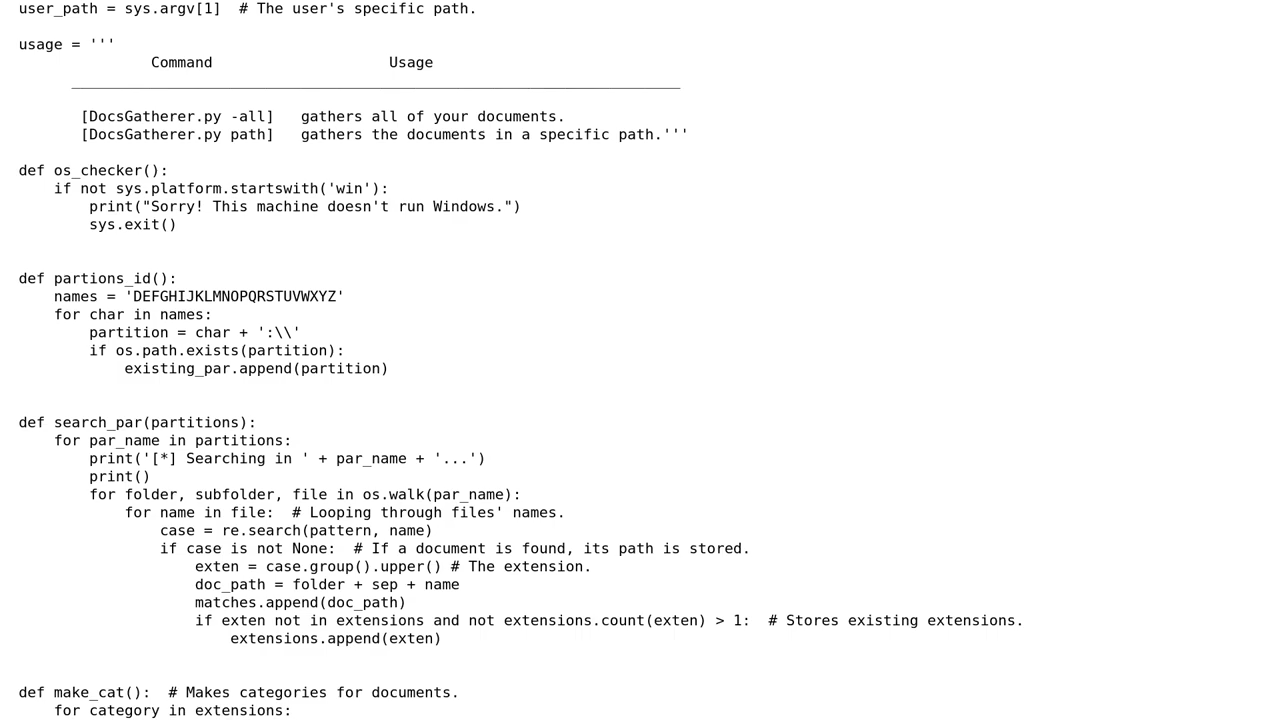 user_path = sys.argv[1]  # The user's specific path.
usage = '''
               Command                    Usage
      _____________________________________________________________________
       [DocsGatherer.py -all]   gathers all of your documents.
       [DocsGatherer.py path]   gathers the documents in a specific path.'''
def os_checker():
    if not sys.platform.startswith('win'):
        print("Sorry! This machine doesn't run Windows.")
        sys.exit()
def partions_id():
    names = 'DEFGHIJKLMNOPQRSTUVWXYZ'
    for char in names:
        partition = char + ':\\'
        if os.path.exists(partition):
            existing_par.append(partition)
def search_par(partitions):
    for par_name in partitions:
        print('[*] Searching in ' + par_name + '...')
        print()
        for folder, subfolder, file in os.walk(par_name):
            for name in file:  # Looping through files' names.
                case = re.search(pattern, name)
                if case is not None:  # If a document is found, its path is stored.
                    exten = case.group().upper() # The extension.
                    doc_path = folder + sep + name
                    matches.append(doc_path)
                    if exten not in extensions and not extensions.count(exten) > 1:  # Stores existing extensions.
                        extensions.append(exten)
def make_cat():  # Makes categories for documents.
    for category in extensions: